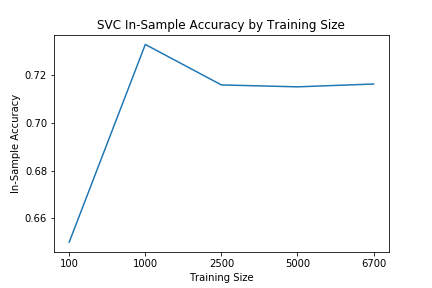 SVC In-Sample Accuracy by Training Size
In-Sample Accuracy
0.72
0.70
0.68
0.66
100 1000 2500 5000 6700
Training Size